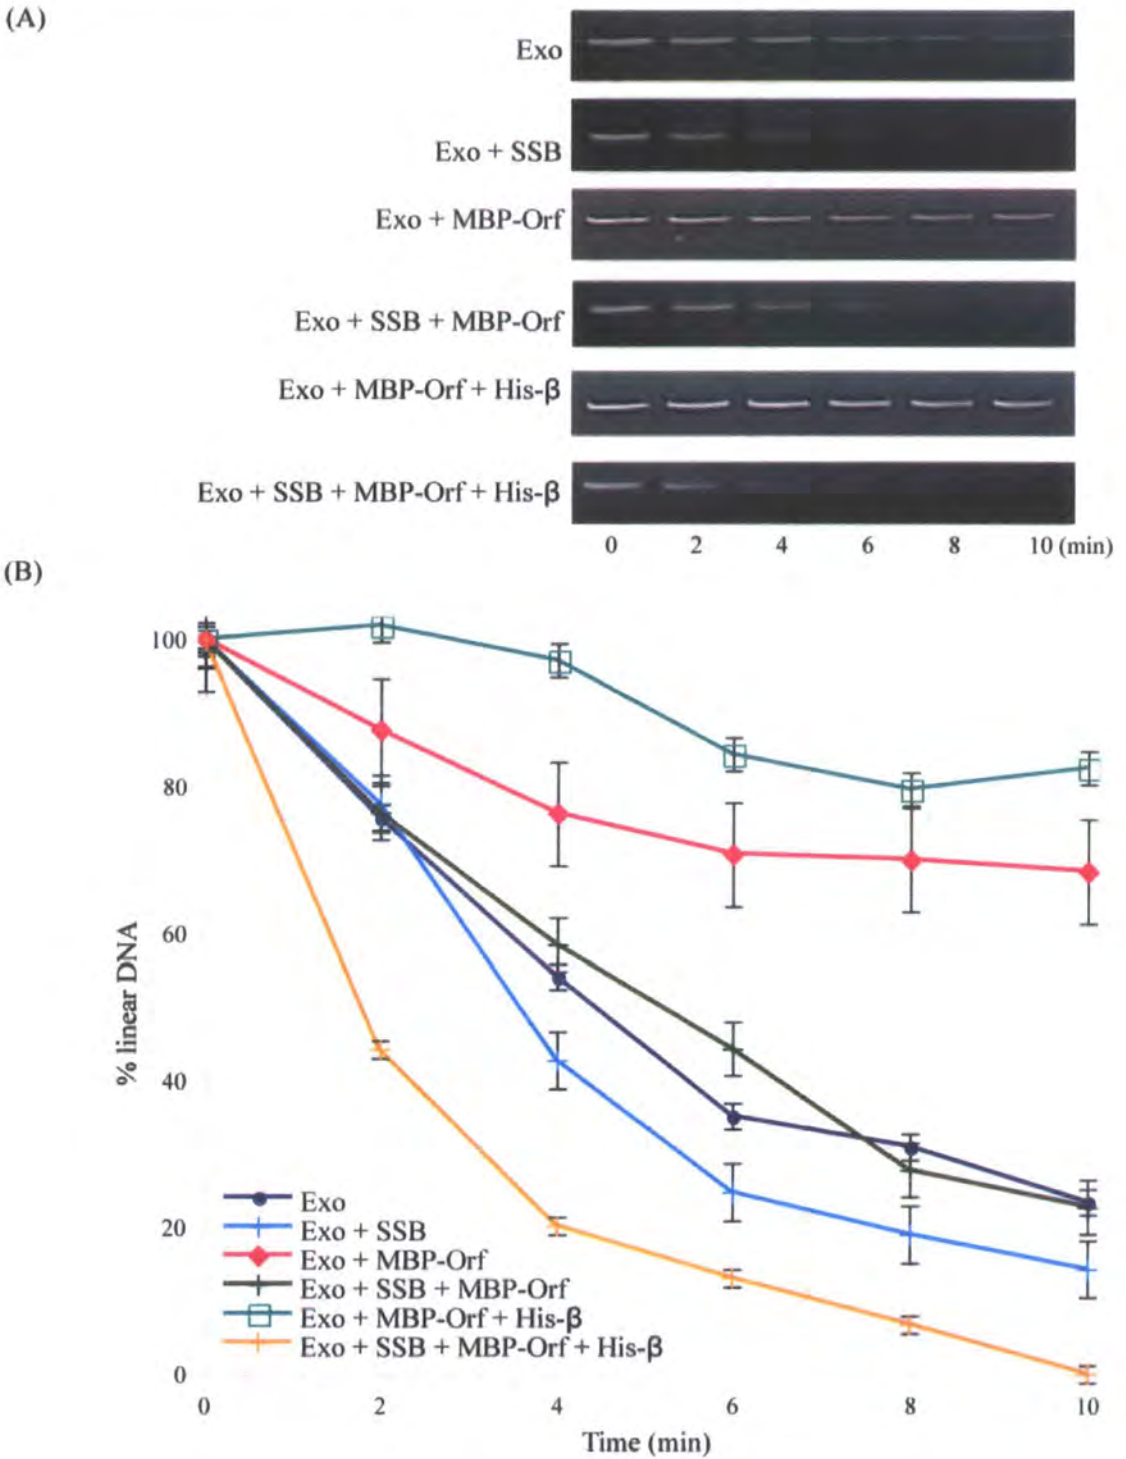 (A)
Exo
Exo + SSB
Exo + MBP-Orf
Exo + SSB + MBP-Orf
Exo + MBP-Orf + His-β
Exo + SSB + MBP-Orf + His-β
0 2 4 6 8 10 (min)
(B)
100
80
60
40
20
0
% linear DNA
Exo
Exo + SSB
Exo + MBP-Orf
Exo + SSB + MBP-Orf
Exo + MBP-Orf + His-β
Exo + SSB + MBP-Orf + His-β
0 2 4 6 8 10
Time (min)